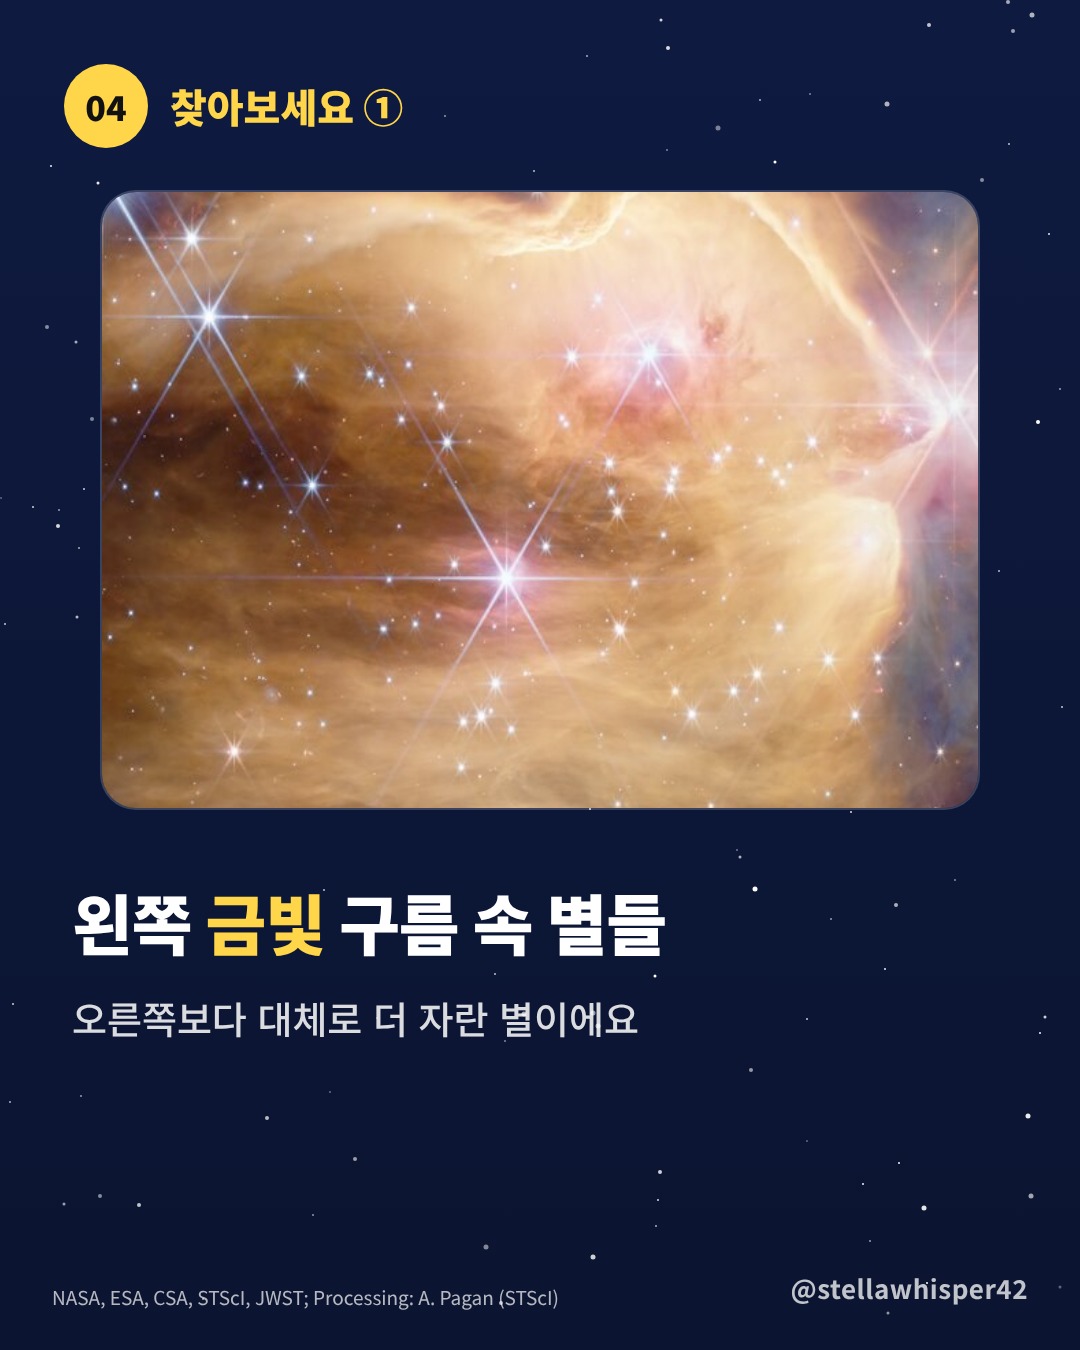 04 찾아보세요 ①
왼쪽 금빛 구름 속 별들
오른쪽보다 대체로 더 자란 별이에요
NASA, ESA, CSA, STScI, JWST; Processing: A. Pagan (STScI)
@stellawhisper42